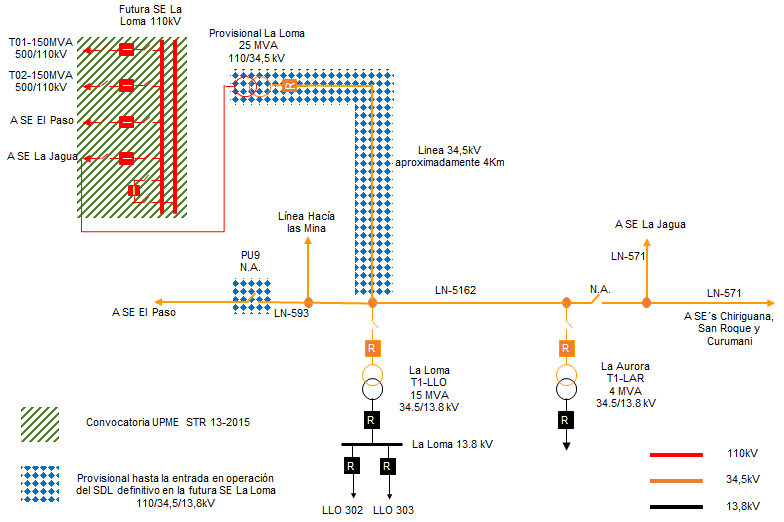 Futura SE La
Loma 110kV
T01-150MVA
500/110kV
T02-150MVA
500/110kV
A SE El Paso
A SE La Jagua
Provisional La Loma
25 MVA
110/34,5 kV
R
Linea 34,5kV
aproximadamente 4Km
Línea Hacía
las Mina
PU9
N.A.
A SE El Paso
LN-593
LN-5162
N.A.
A SE La Jagua
LN-571
LN-571
A SE´s Chiriguana,
San Roque y
Curumani
R
La Loma
T1-LLO
15 MVA
34.5/13.8 kV
R
La Loma 13.8 kV
R
R
LLO 302
LLO 303
R
La Aurora
T1-LAR
4 MVA
34.5/13.8 kV
R
Convocatoria UPME STR 13-2015
Provisional hasta la entrada en operación
del SDL definitivo en la futura SE La Loma
110/34,5/13,8kV
110kV
34,5kV
13,8kV